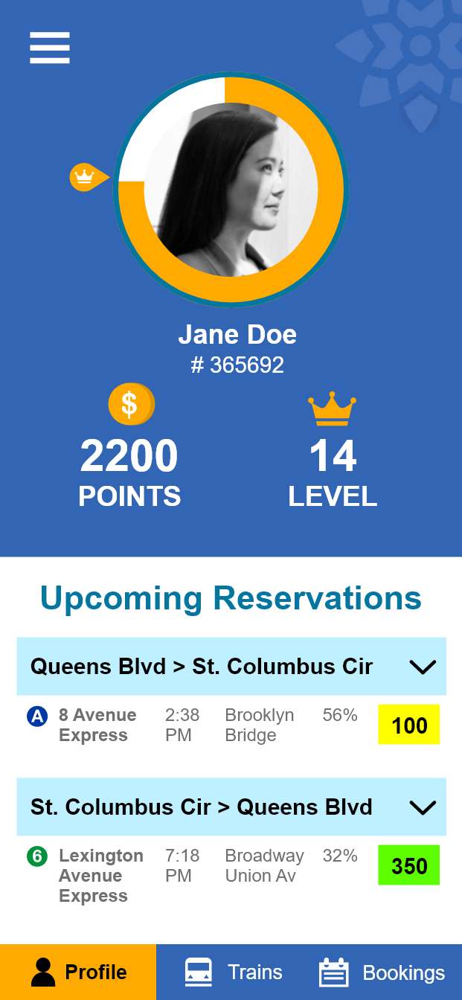 Jane Doe
# 365692
$
2200
POINTS
14
LEVEL
Upcoming Reservations
Queens Blvd > St. Columbus Cir
A 8 Avenue Express 2:38 PM Brooklyn Bridge 56% 100
St. Columbus Cir > Queens Blvd
6 Lexington Avenue Express 7:18 PM Broadway Union Av 32% 350
Profile Trains Bookings